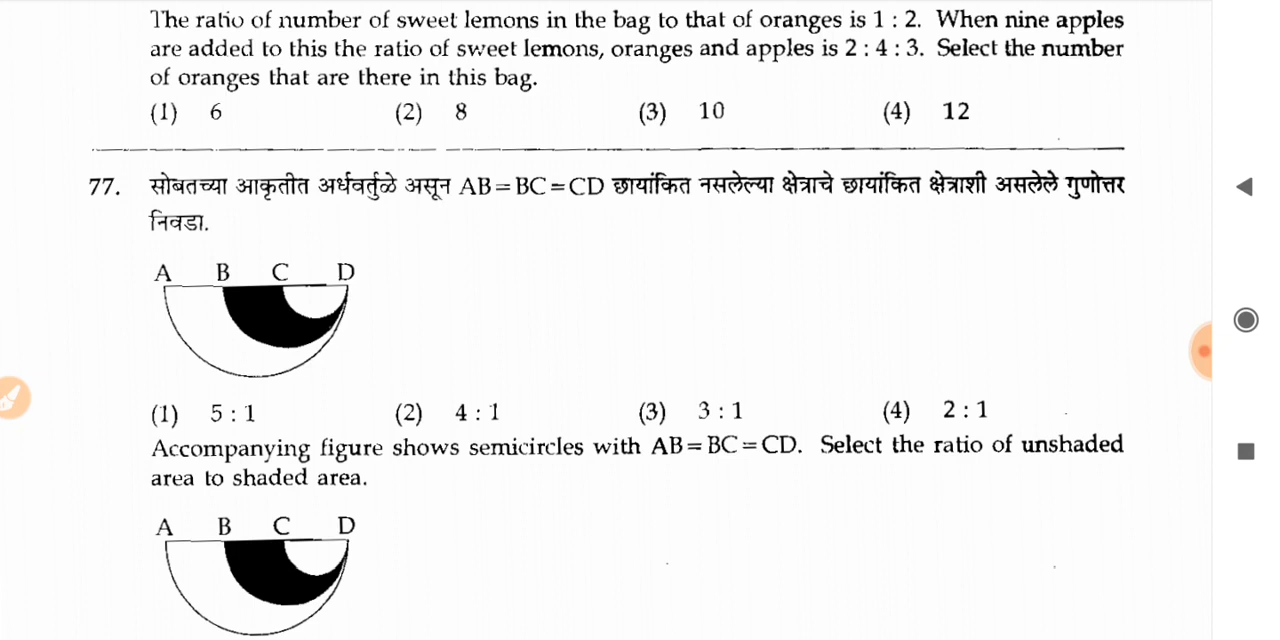 The ratio of number of sweet lemons in the bag to that of oranges is 1 : 2. When nine apples
are added to this the ratio of sweet lemons, oranges and apples is 2 : 4 : 3. Select the number
of oranges that are there in this bag.
(1) 6 (2) 8 (3) 10 (4) 12
77. सोबतच्या आकृतीत अर्धवर्तुळे असून AB = BC = CD छायांकित नसलेल्या क्षेत्राचे छायांकित क्षेत्राशी असलेले गुणोत्तर
निवडा.
A B C D
(1) 5 : 1 (2) 4 : 1 (3) 3 : 1 (4) 2 : 1
Accompanying figure shows semicircles with AB = BC = CD. Select the ratio of unshaded
area to shaded area.
A B C D